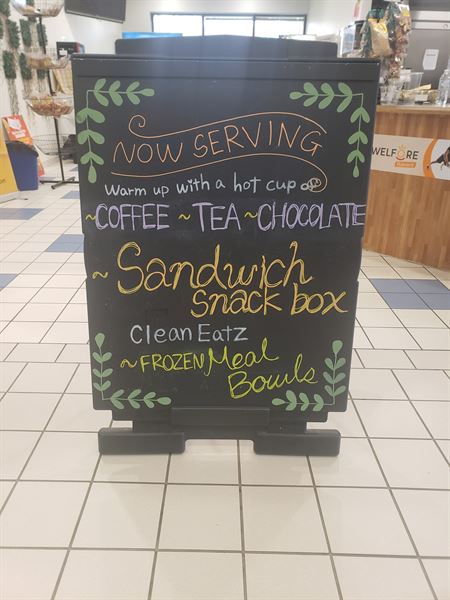 NOW SERVING
Warm up with a hot cup of
~COFFEE ~TEA ~CHOCOLATE
~Sandwich
snack box
Clean Eatz
~FROZEN Meal
Bowls
WELFORE